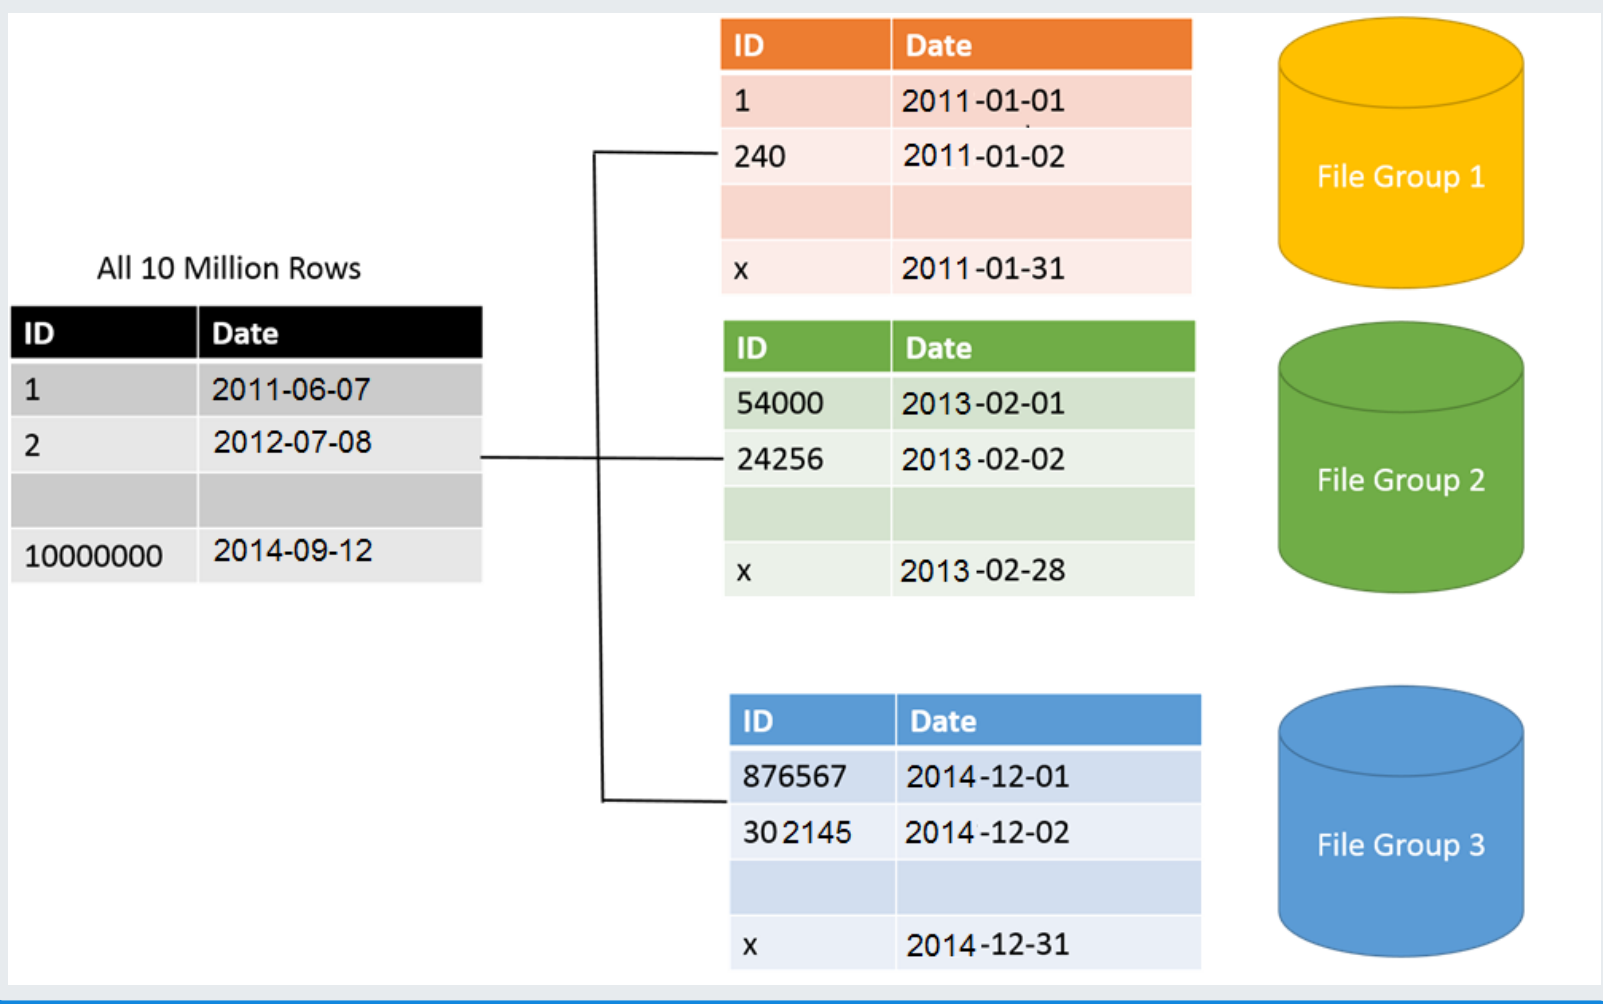 All 10 Million Rows
ID Date
1 2011-06-07
2 2012-07-08
10000000 2014-09-12
ID Date
1 2011-01-01
240 2011-01-02
x 2011-01-31
File Group 1
ID Date
54000 2013-02-01
24256 2013-02-02
x 2013-02-28
File Group 2
ID Date
876567 2014-12-01
302145 2014-12-02
x 2014-12-31
File Group 3